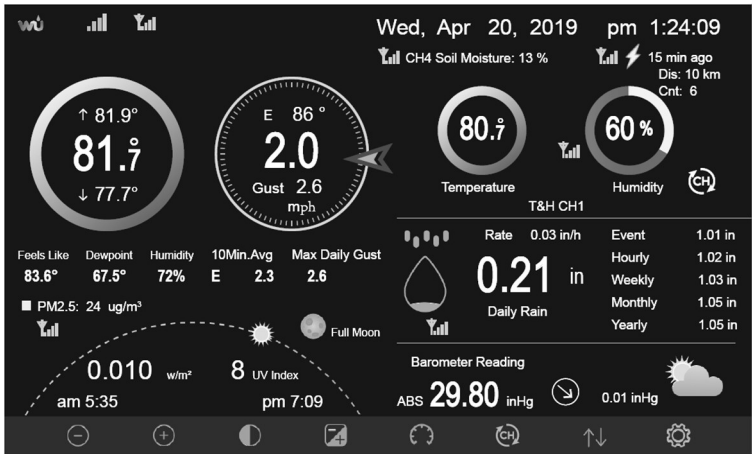 wu
Wed, Apr 20, 2019 pm 1:24:09
CH4 Soil Moisture: 13 %
15 min ago
Dis: 10 km
Cnt: 6
↑ 81.9°
81.7°
↓ 77.7°
E 86 °
2.0
Gust 2.6
mph
80.7°
Temperature
60 %
Humidity
CH
T&H CH1
Feels Like Dewpoint Humidity 10Min.Avg Max Daily Gust
83.6° 67.5° 72% E 2.3 2.6
PM2.5: 24 ug/m³
Full Moon
0.010 w/m² 8 UV Index
am 5:35 pm 7:09
Rate 0.03 in/h
0.21 in
Daily Rain
Event 1.01 in
Hourly 1.02 in
Weekly 1.03 in
Monthly 1.05 in
Yearly 1.05 in
Barometer Reading
ABS 29.80 inHg 0.01 inHg
CH